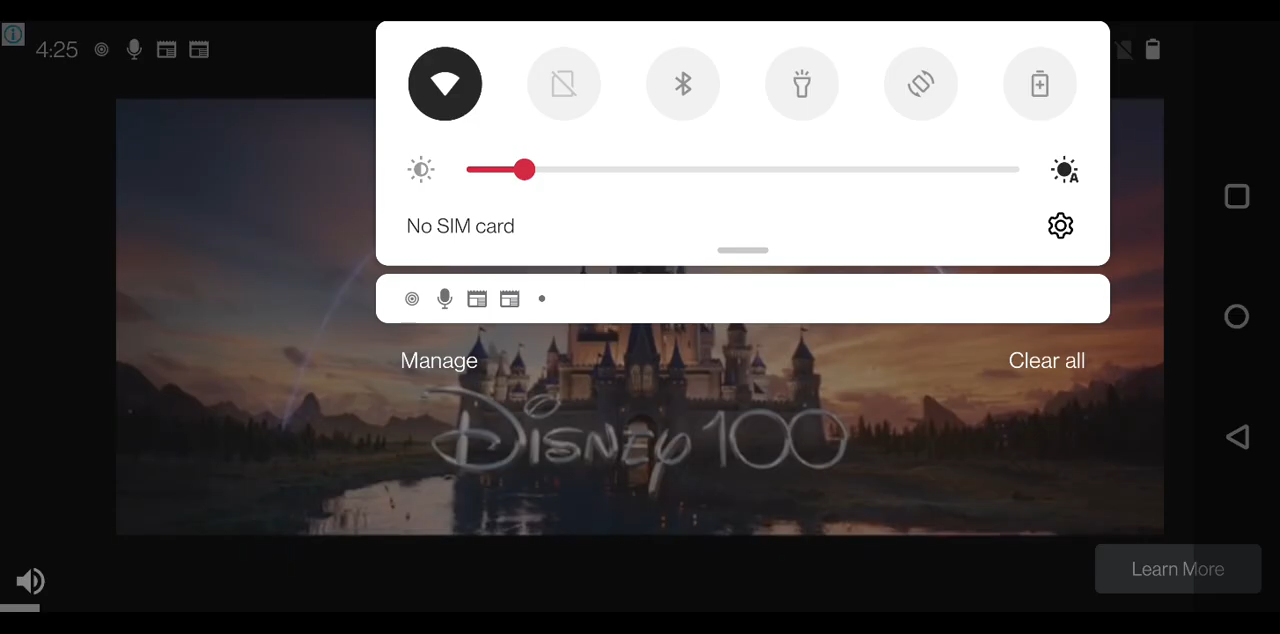 4:25
No SIM card
Manage
Clear all
DISNEY 100
Learn More